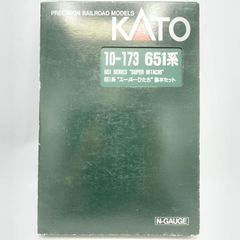 PRECISION RAILROAD MODELS
KATO
10-173 651系
651 SERIES "SUPER HITACHI"
651系"スーパーひたち"基本セット
N-GAUGE